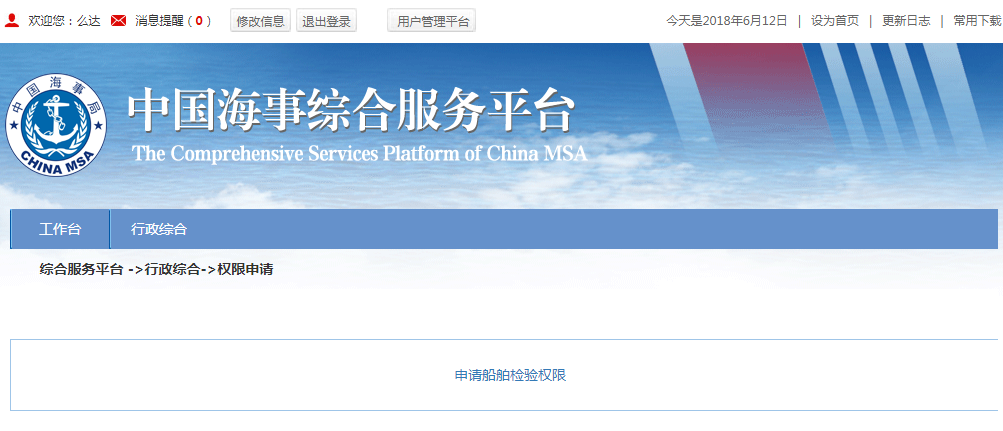 欢迎您：么达 消息提醒（0） 修改信息 退出登录 用户管理平台 今天是2018年6月12日 | 设为首页 | 更新日志 | 常用下载
中国海事局
CHINA MSA
中国海事综合服务平台
The Comprehensive Services Platform of China MSA
工作台 行政综合
综合服务平台 ->行政综合->权限申请
申请船舶检验权限